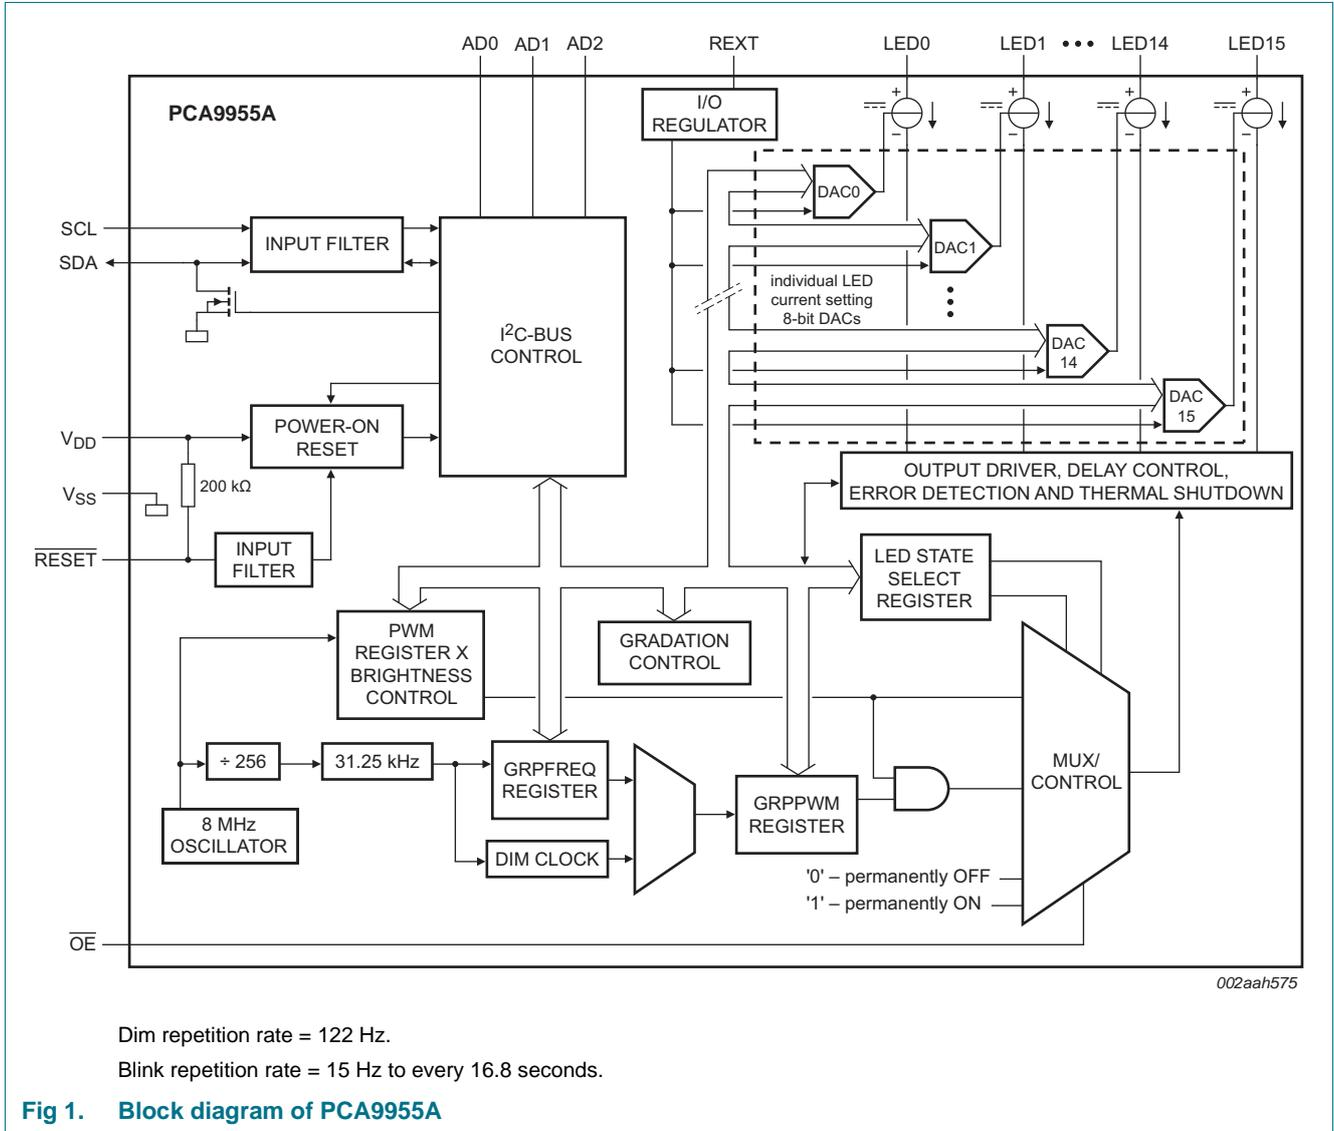 AD0 AD1 AD2 REXT LED0 LED1 ••• LED14 LED15
PCA9955A
I/O
REGULATOR
+ + + +
− − − −
DAC0
SCL
SDA
INPUT FILTER
DAC1
individual LED
current setting
8-bit DACs
I²C-BUS
CONTROL
DAC
14
DAC
15
VDD
POWER-ON
RESET
200 kΩ
VSS
OUTPUT DRIVER, DELAY CONTROL,
ERROR DETECTION AND THERMAL SHUTDOWN
RESET
INPUT
FILTER
LED STATE
SELECT
REGISTER
PWM
REGISTER X
BRIGHTNESS
CONTROL
GRADATION
CONTROL
÷ 256
31.25 kHz
GRPFREQ
REGISTER
MUX/
CONTROL
GRPPWM
REGISTER
8 MHz
OSCILLATOR
DIM CLOCK
'0' – permanently OFF
'1' – permanently ON
OE
002aah575
Dim repetition rate = 122 Hz.
Blink repetition rate = 15 Hz to every 16.8 seconds.
Fig 1. Block diagram of PCA9955A